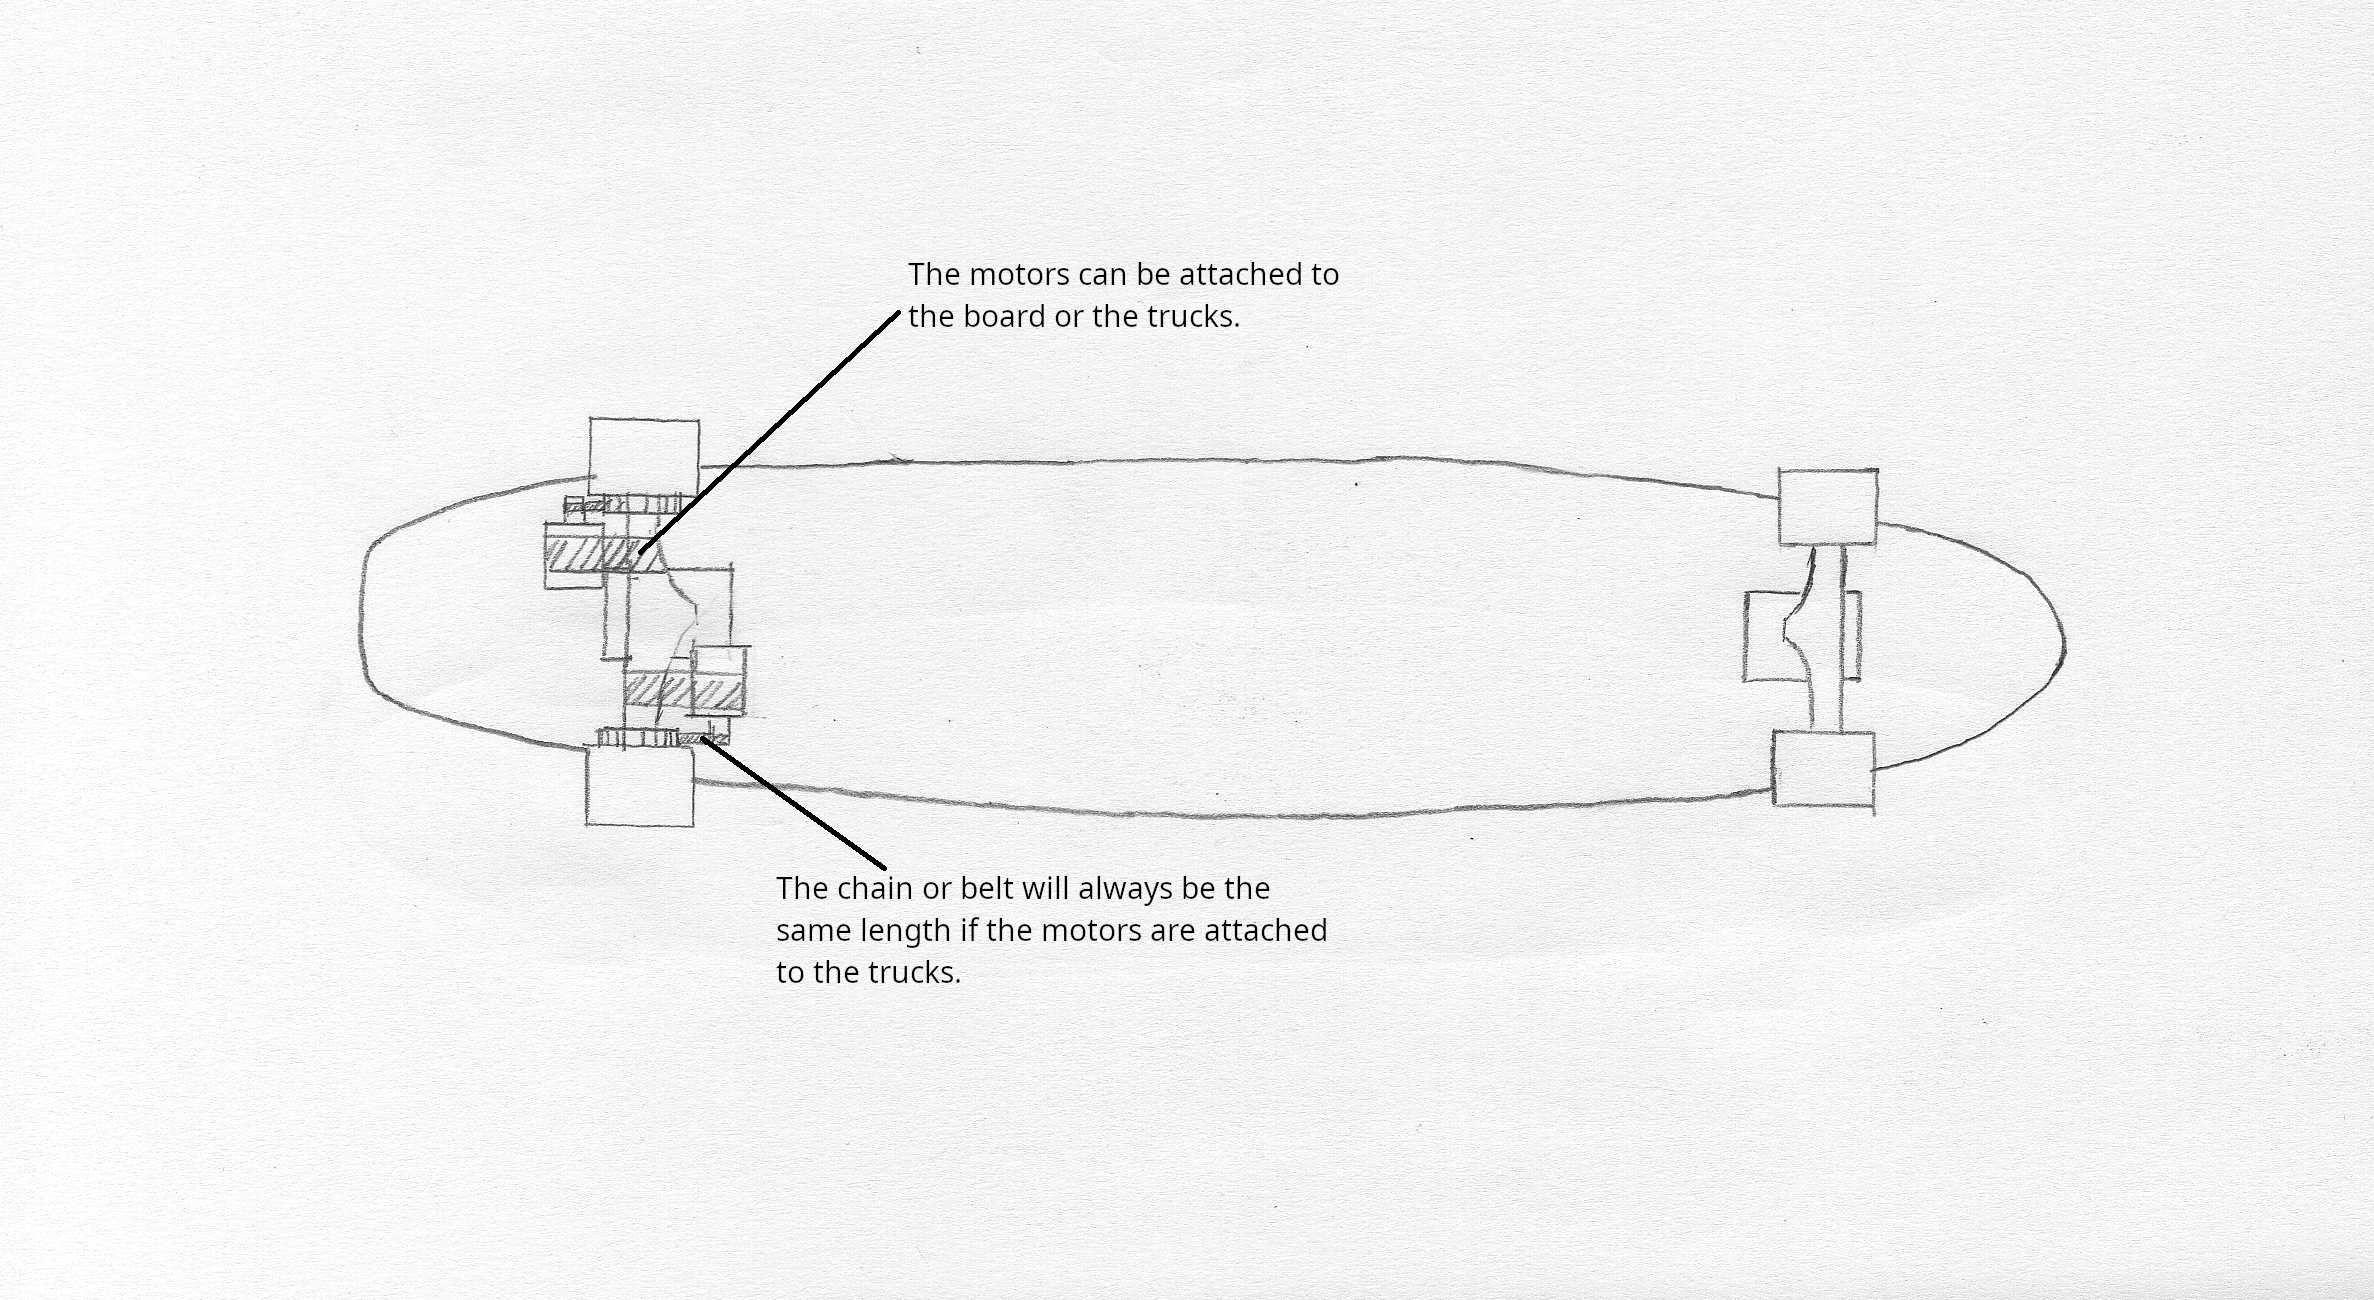 The motors can be attached to
the board or the trucks.
The chain or belt will always be the
same length if the motors are attached
to the trucks.